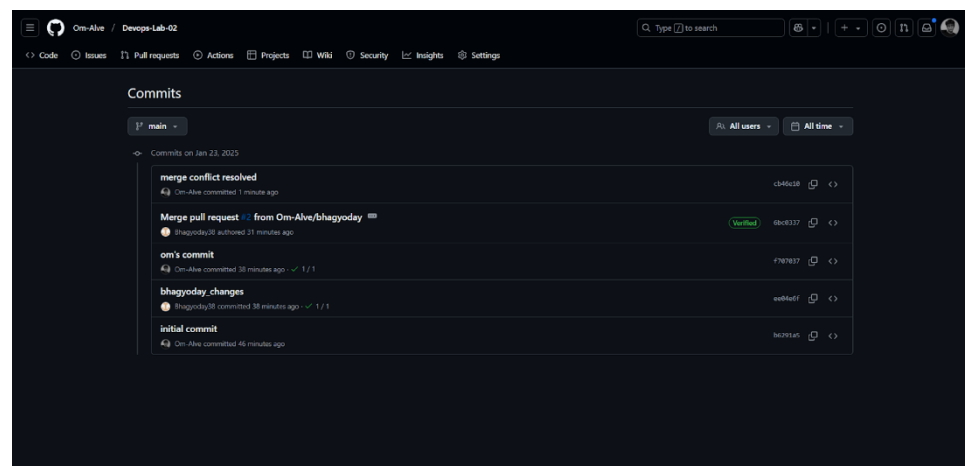 Om-Alve / Devops-Lab-02
Type / to search
Code Issues Pull requests Actions Projects Wiki Security Insights Settings
Commits
main
All users All time
Commits on Jan 23, 2025
merge conflict resolved
Om-Alve committed 1 minute ago
cb46e10
Merge pull request #2 from Om-Alve/bhagyoday
Bhagyoday38 authored 31 minutes ago
Verified 6bc0337
om's commit
Om-Alve committed 38 minutes ago · 1 / 1
f707037
bhagyoday_changes
Bhagyoday38 committed 38 minutes ago · 1 / 1
ee04e6f
initial commit
Om-Alve committed 46 minutes ago
b6291a5